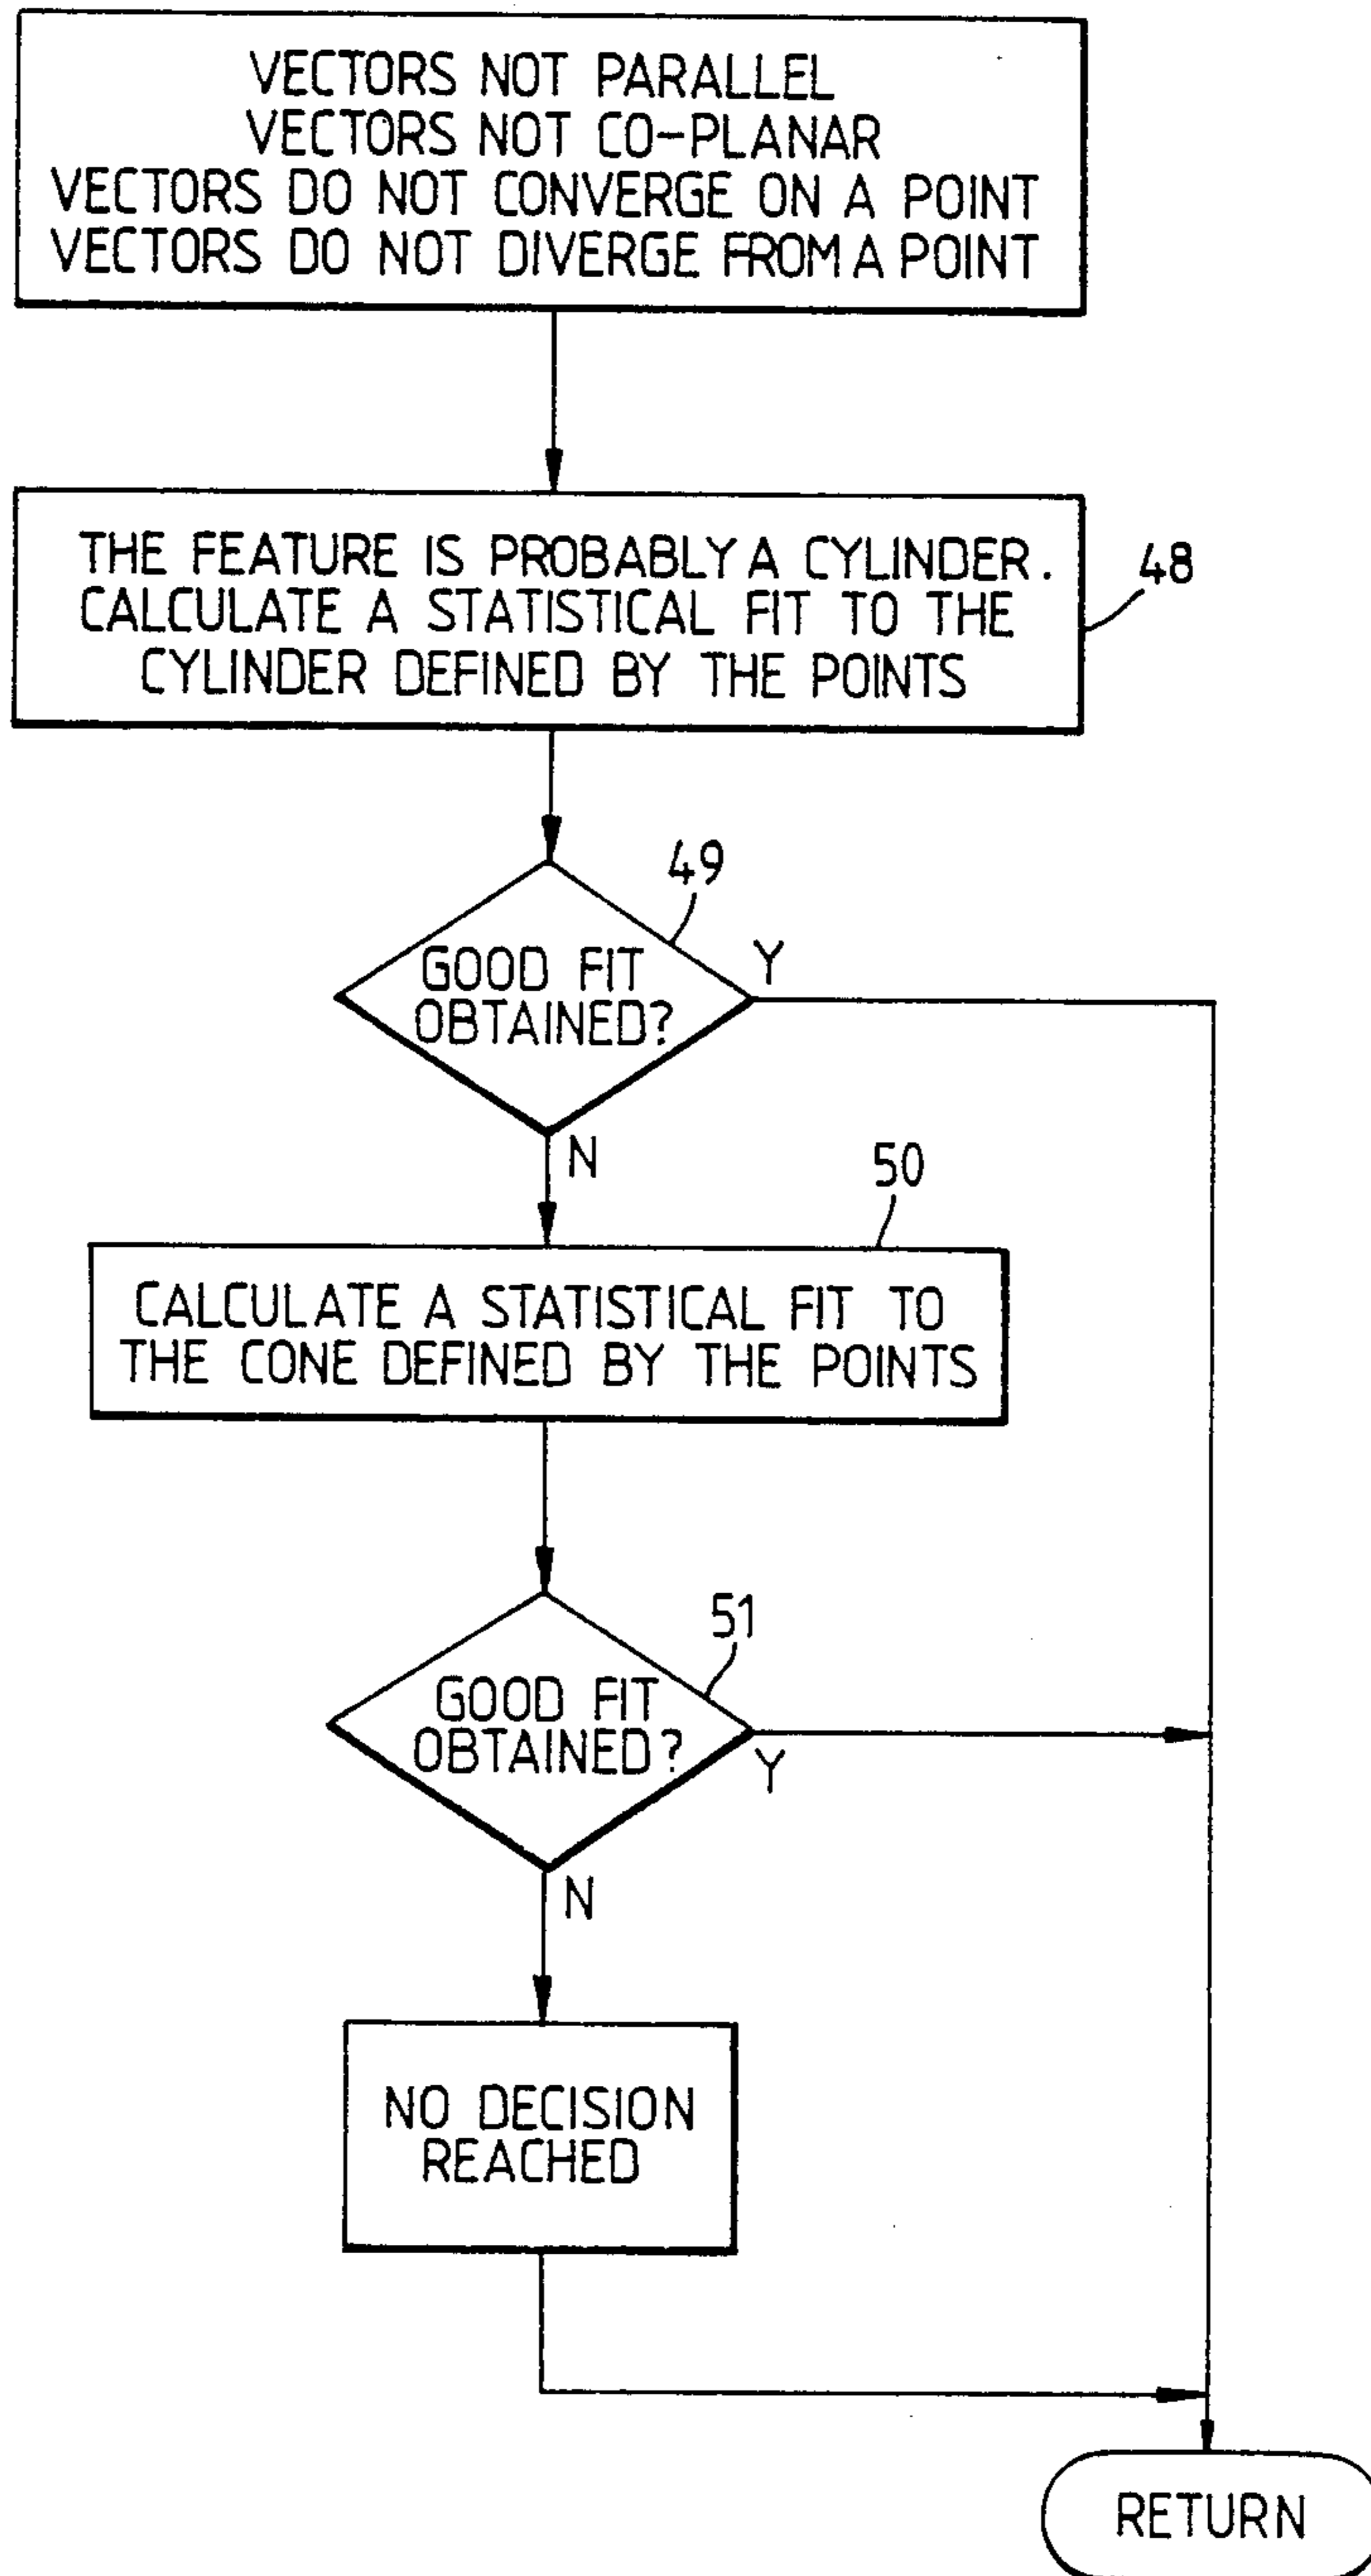 VECTORS NOT PARALLEL
VECTORS NOT CO-PLANAR
VECTORS DO NOT CONVERGE ON A POINT
VECTORS DO NOT DIVERGE FROM A POINT
THE FEATURE IS PROBABLY A CYLINDER.
CALCULATE A STATISTICAL FIT TO THE
CYLINDER DEFINED BY THE POINTS
48
49
GOOD FIT
OBTAINED?
Y
N
50
CALCULATE A STATISTICAL FIT TO
THE CONE DEFINED BY THE POINTS
51
GOOD FIT
OBTAINED?
Y
N
NO DECISION
REACHED
RETURN